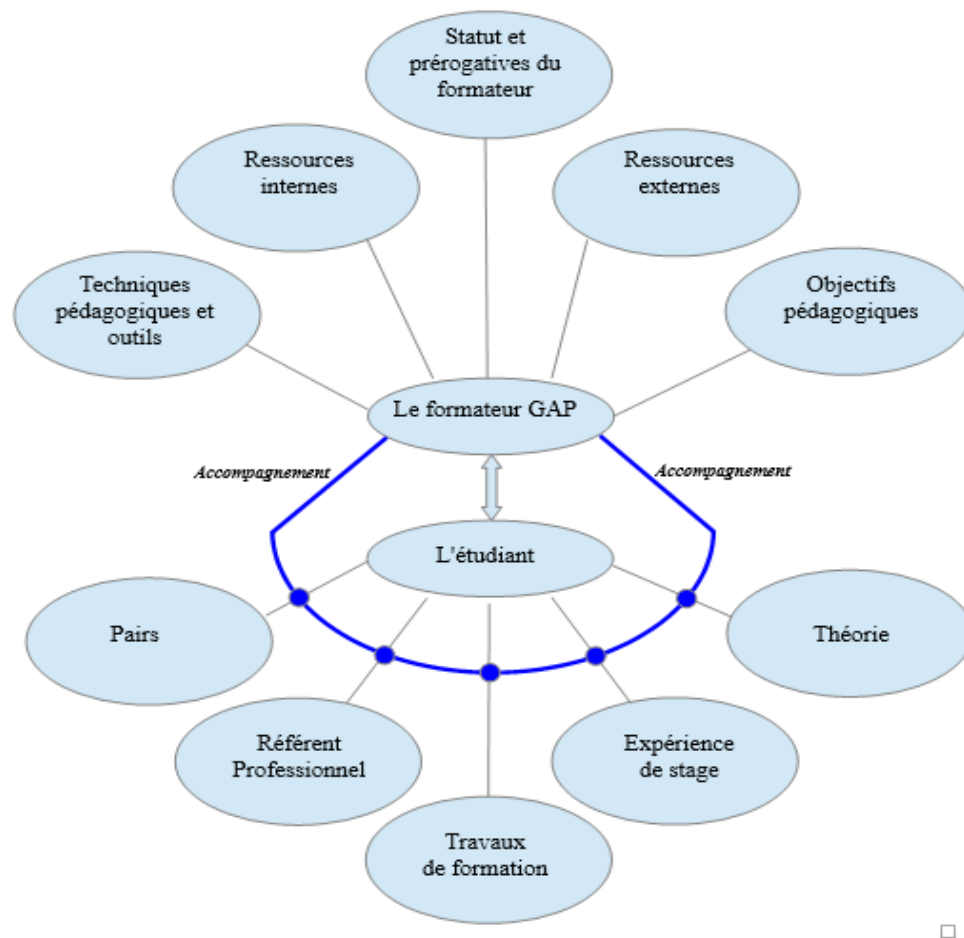 Statut et
prérogatives du
formateur
Ressources
internes
Ressources
externes
Techniques
pédagogiques et
outils
Objectifs
pédagogiques
Le formateur GAP
Accompagnement
Accompagnement
L'étudiant
Pairs
Théorie
Référent
Professionnel
Expérience
de stage
Travaux
de formation